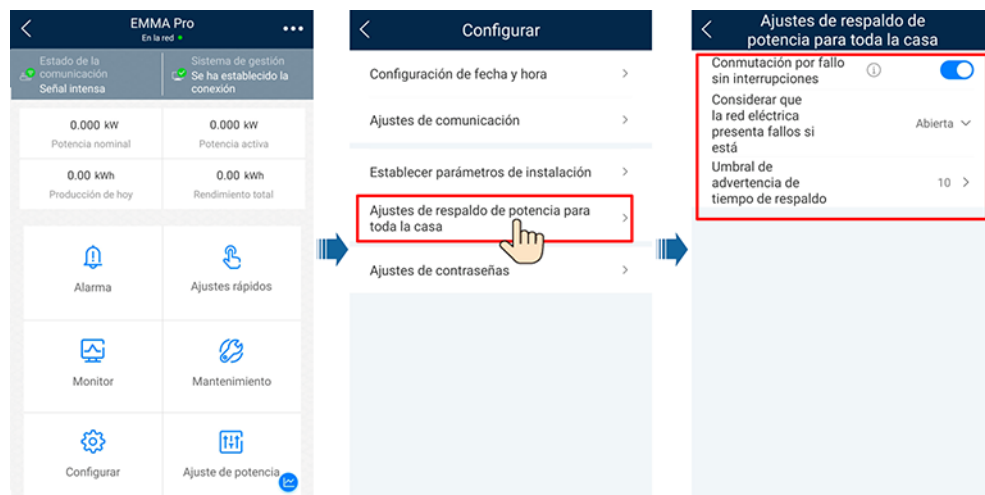 EMMA Pro
En la red
Estado de la
comunicación
Señal intensa
Sistema de gestión
Se ha establecido la
conexión
0.000 kW
Potencia nominal
0.000 kW
Potencia activa
0.00 kWh
Producción de hoy
0.00 kWh
Rendimiento total
Alarma
Ajustes rápidos
Monitor
Mantenimiento
Configurar
Ajuste de potencia
Configurar
Configuración de fecha y hora
Ajustes de comunicación
Establecer parámetros de instalación
Ajustes de respaldo de potencia para
toda la casa
Ajustes de contraseñas
Ajustes de respaldo de
potencia para toda la casa
Conmutación por fallo
sin interrupciones
Considerar que
la red eléctrica
presenta fallos si
está
Abierta
Umbral de
advertencia de
tiempo de respaldo
10